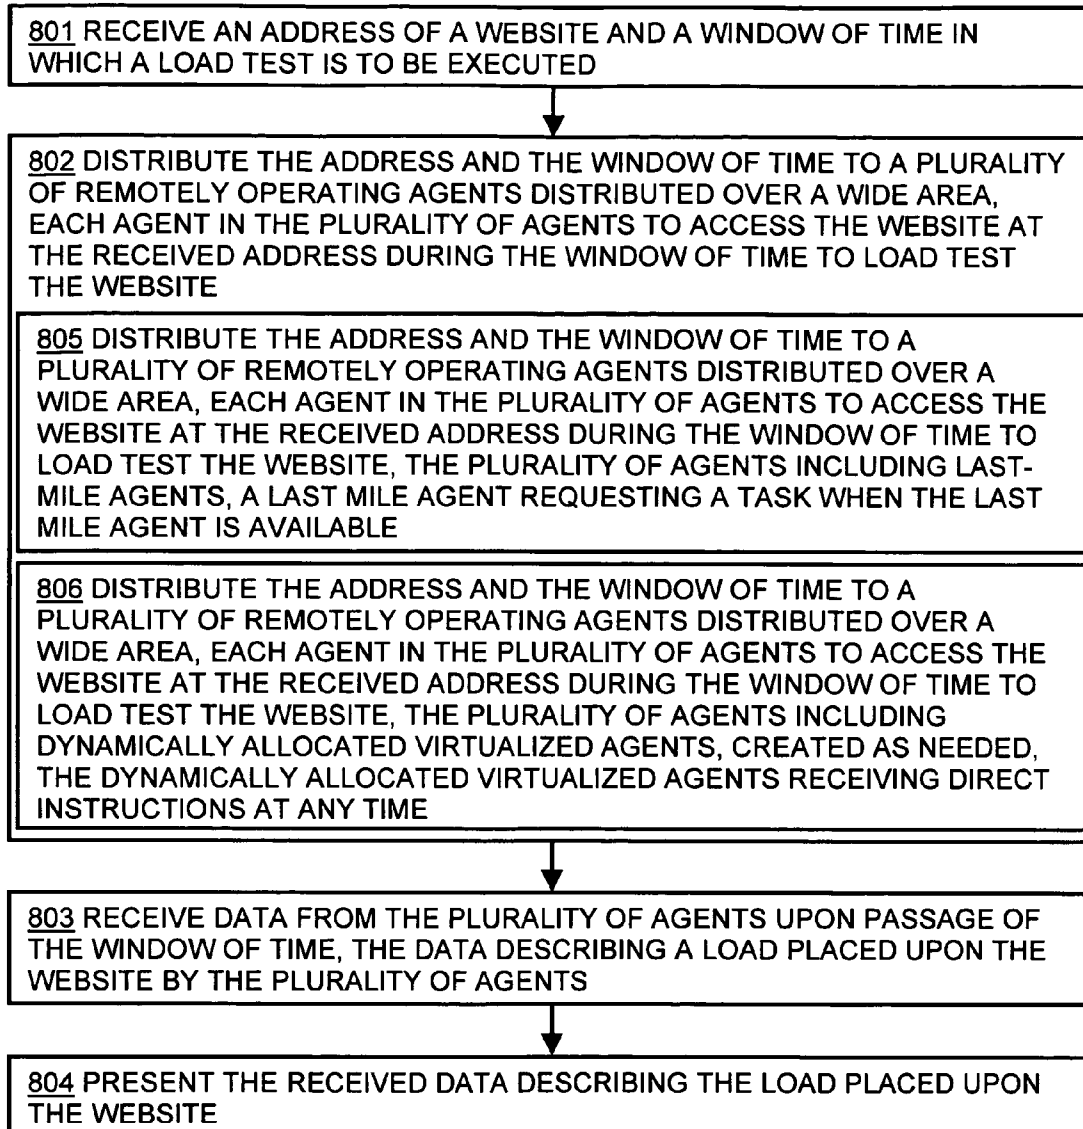 801 RECEIVE AN ADDRESS OF A WEBSITE AND A WINDOW OF TIME IN
WHICH A LOAD TEST IS TO BE EXECUTED
802 DISTRIBUTE THE ADDRESS AND THE WINDOW OF TIME TO A PLURALITY
OF REMOTELY OPERATING AGENTS DISTRIBUTED OVER A WIDE AREA,
EACH AGENT IN THE PLURALITY OF AGENTS TO ACCESS THE WEBSITE AT
THE RECEIVED ADDRESS DURING THE WINDOW OF TIME TO LOAD TEST
THE WEBSITE
805 DISTRIBUTE THE ADDRESS AND THE WINDOW OF TIME TO A
PLURALITY OF REMOTELY OPERATING AGENTS DISTRIBUTED OVER A
WIDE AREA, EACH AGENT IN THE PLURALITY OF AGENTS TO ACCESS THE
WEBSITE AT THE RECEIVED ADDRESS DURING THE WINDOW OF TIME TO
LOAD TEST THE WEBSITE, THE PLURALITY OF AGENTS INCLUDING LAST-
MILE AGENTS, A LAST MILE AGENT REQUESTING A TASK WHEN THE LAST
MILE AGENT IS AVAILABLE
806 DISTRIBUTE THE ADDRESS AND THE WINDOW OF TIME TO A
PLURALITY OF REMOTELY OPERATING AGENTS DISTRIBUTED OVER A
WIDE AREA, EACH AGENT IN THE PLURALITY OF AGENTS TO ACCESS THE
WEBSITE AT THE RECEIVED ADDRESS DURING THE WINDOW OF TIME TO
LOAD TEST THE WEBSITE, THE PLURALITY OF AGENTS INCLUDING
DYNAMICALLY ALLOCATED VIRTUALIZED AGENTS, CREATED AS NEEDED,
THE DYNAMICALLY ALLOCATED VIRTUALIZED AGENTS RECEIVING DIRECT
INSTRUCTIONS AT ANY TIME
803 RECEIVE DATA FROM THE PLURALITY OF AGENTS UPON PASSAGE OF
THE WINDOW OF TIME, THE DATA DESCRIBING A LOAD PLACED UPON THE
WEBSITE BY THE PLURALITY OF AGENTS
804 PRESENT THE RECEIVED DATA DESCRIBING THE LOAD PLACED UPON
THE WEBSITE